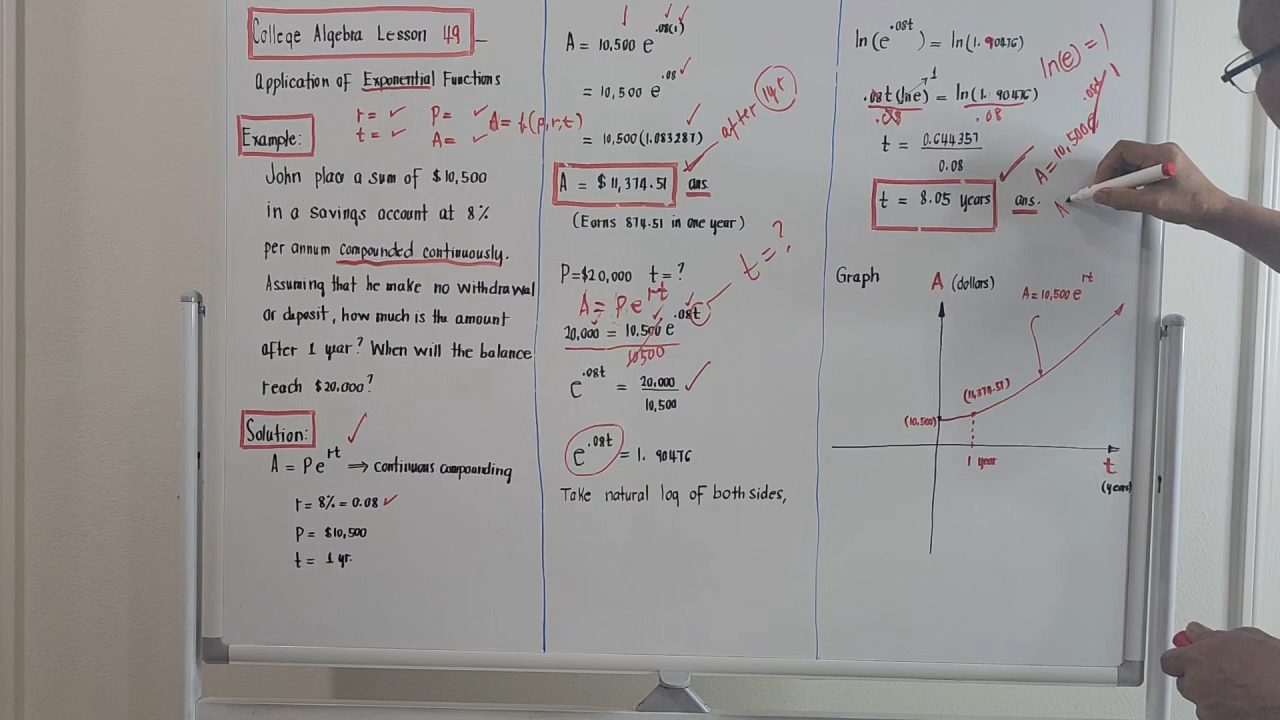 College Algebra Lesson 49
Application of Exponential Functions
r= ✓ P= ✓ A= f(P,r,t)
t= ✓ A= ✓
Example:
John place a sum of $10,500
in a savings account at 8%
per annum compounded continuously.
Assuming that he make no withdrawal
or deposit, how much is the amount
after 1 year? When will the balance
reach $20.000?
Solution: ✓
A = Pe^rt ⇒ continuous compounding
r = 8% = 0.08 ✓
P = $10,500
t = 1 yr.
A = 10,500 e^.08(1)
= 10,500 e^.08 ✓
= 10,500 (1.083287)
after 1yr
A = $11,374.51 ans.
(Earns 874.51 in one year)
t = ?
P=$20,000 t = ?
A = Pe^rt
20,000 = 10,500 e^.08t
10500
e^.08t = 20,000/10,500 ✓
e^.08t = 1.90476
Take natural log of both sides,
ln(e^.08t) = ln(1.90476)
ln(e) = 1
.08t(lne)^1 = ln(1.90476)
.08 .08
t = 0.644357/0.08
t = 8.05 years ans.
A = 10,500e^.08t 1
A
Graph
A (dollars)
A = 10,500 e^rt
(11,374.51)
(10,500)
1 year
t
(years)